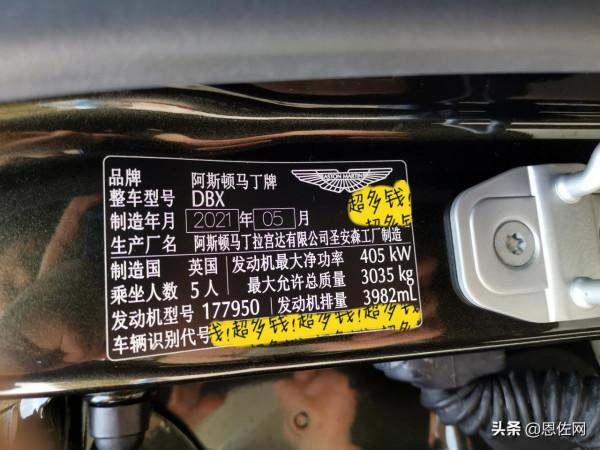 品牌 阿斯顿马丁牌
ASTON MARTIN
整车型号 DBX
超多钱!
制造年月 2021 年 05 月
生产厂名 阿斯顿马丁拉宫达有限公司圣安森工厂制造
制造国 英国 发动机最大净功率 405 kW
乘坐人数 5 人 最大允许总质量 3035 kg
发动机型号 177950 发动机排量 3982mL
车辆识别代号 钱!超多钱!超多钱!超多
头条 @恩佐网